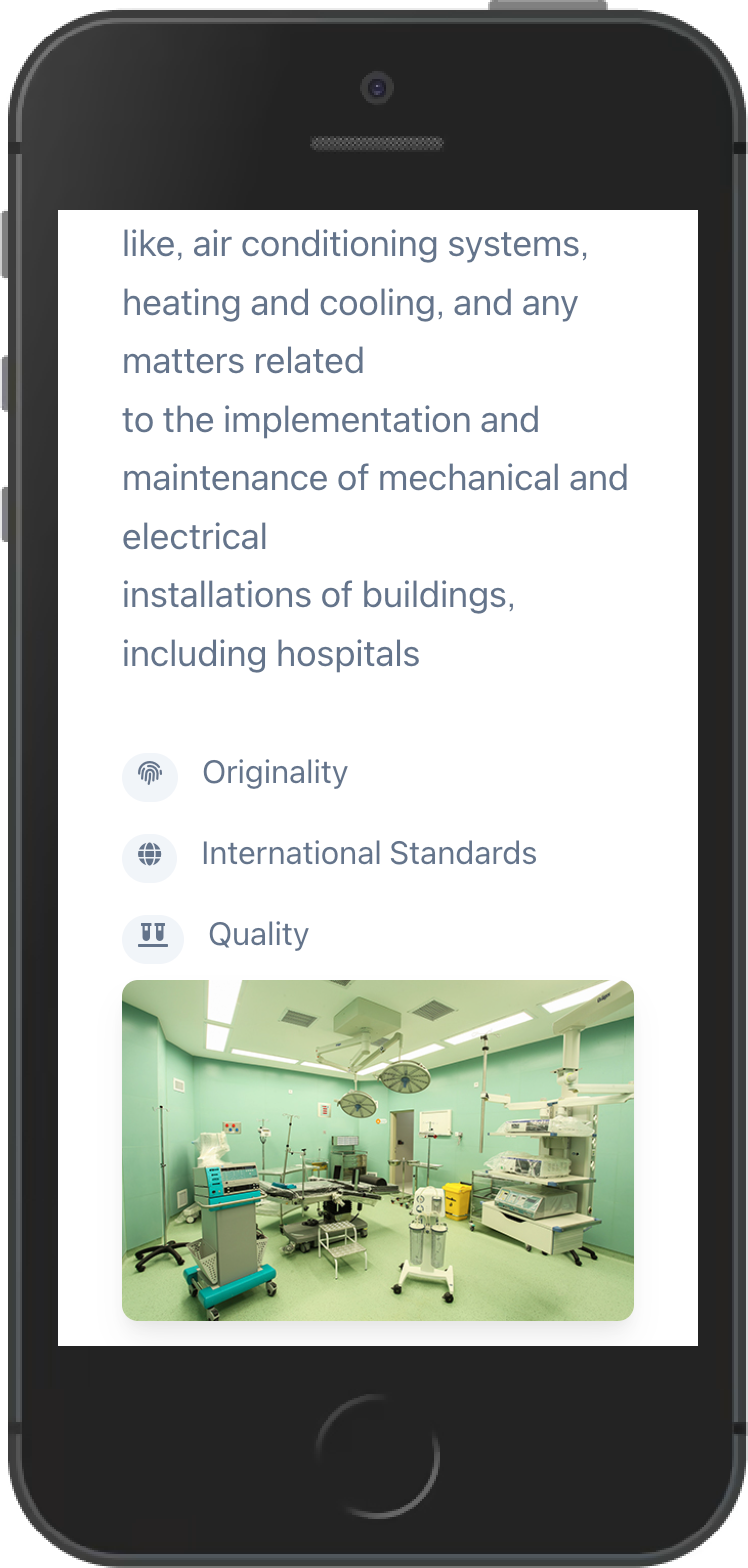 like, air conditioning systems,
heating and cooling, and any
matters related
to the implementation and
maintenance of mechanical and
electrical
installations of buildings,
including hospitals
Originality
International Standards
Quality